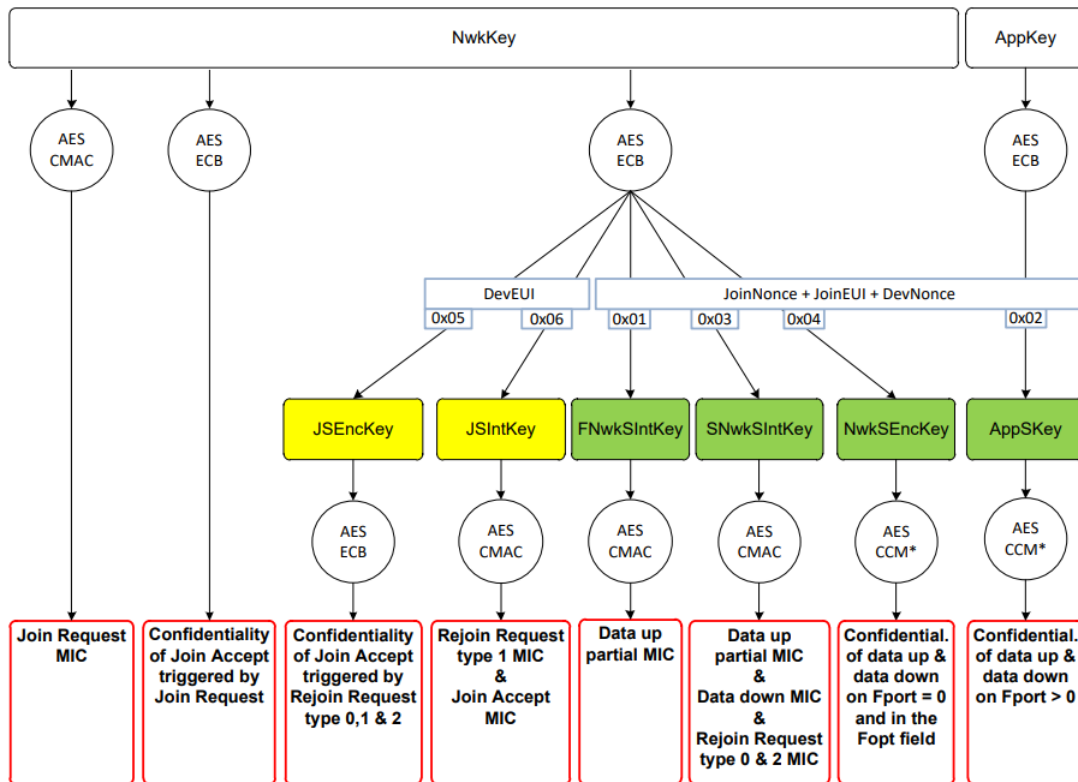 NwkKey
AppKey
AES
CMAC
AES
ECB
AES
ECB
AES
ECB
DevEUI
JoinNonce + JoinEUI + DevNonce
0x05
0x06
0x01
0x03
0x04
0x02
JSEncKey
JSIntKey
FNwkSIntKey
SNwkSIntKey
NwkSEncKey
AppSKey
AES
ECB
AES
CMAC
AES
CMAC
AES
CMAC
AES
CCM*
AES
CCM*
Join Request
MIC
Confidentiality
of Join Accept
triggered by
Join Request
Confidentiality
of Join Accept
triggered by
Rejoin Request
type 0,1 & 2
Rejoin Request
type 1 MIC
&
Join Accept
MIC
Data up
partial MIC
Data up
partial MIC
&
Data down MIC
&
Rejoin Request
type 0 & 2 MIC
Confidential.
of data up &
data down
on Fport = 0
and in the
Fopt field
Confidential.
of data up &
data down
on Fport > 0